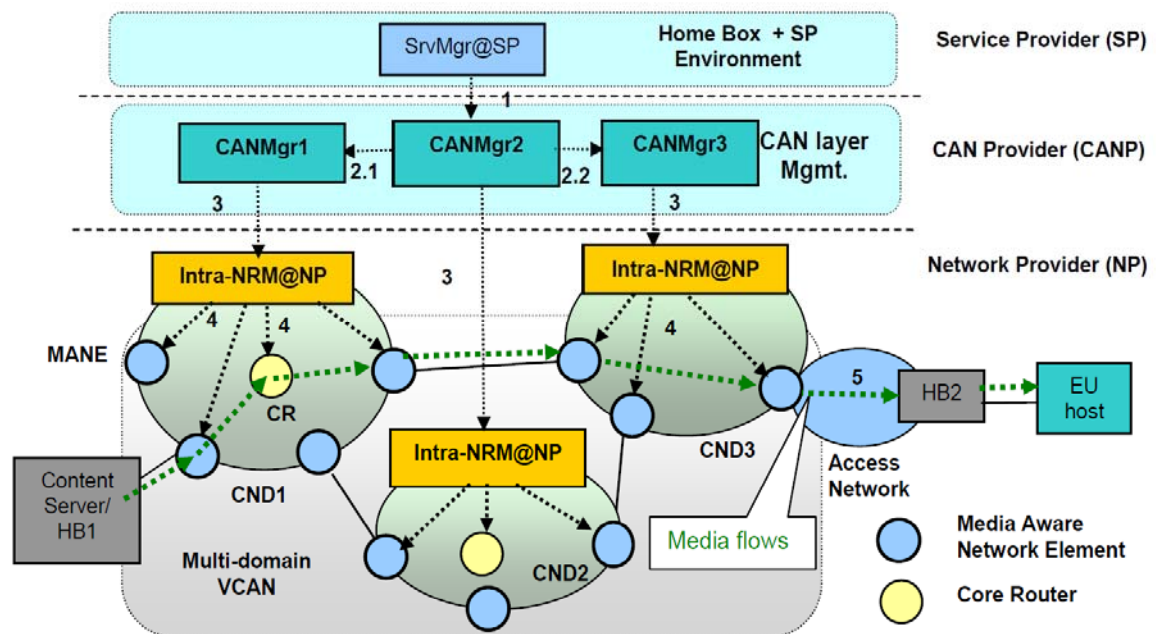 SrvMgr@SP
Home Box + SP
Environment
Service Provider (SP)
1
CANMgr1
CANMgr2
CANMgr3
CAN layer
Mgmt.
CAN Provider (CANP)
2.1
2.2
3
3
Intra-NRM@NP
3
Intra-NRM@NP
Network Provider (NP)
4
4
4
MANE
CR
5
HB2
EU
host
Intra-NRM@NP
CND3
Access
Network
Content
Server/
HB1
CND1
Media flows
Media Aware
Network Element
Multi-domain
VCAN
CND2
Core Router